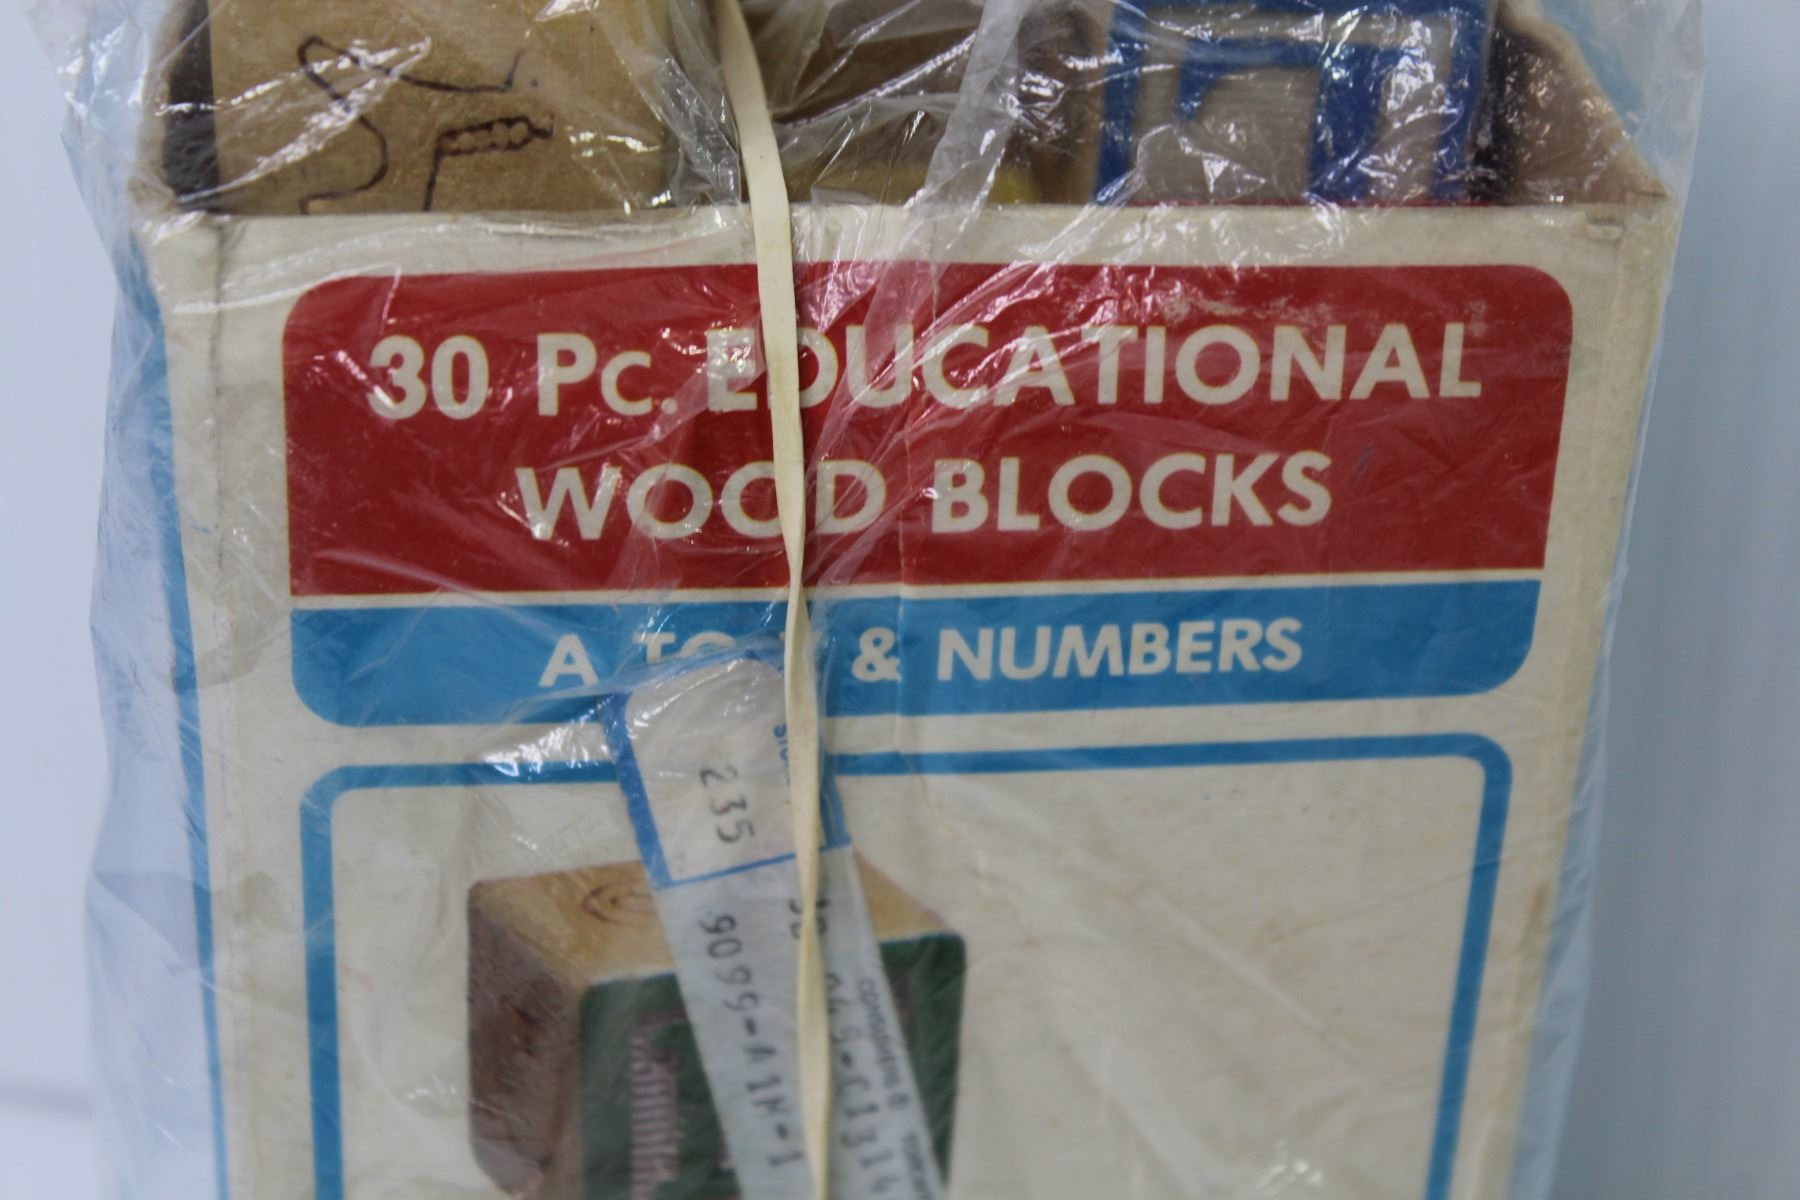 30 Pc. EDUCATIONAL
WOOD BLOCKS
A TO Z & NUMBERS
235
9099-A1M-1